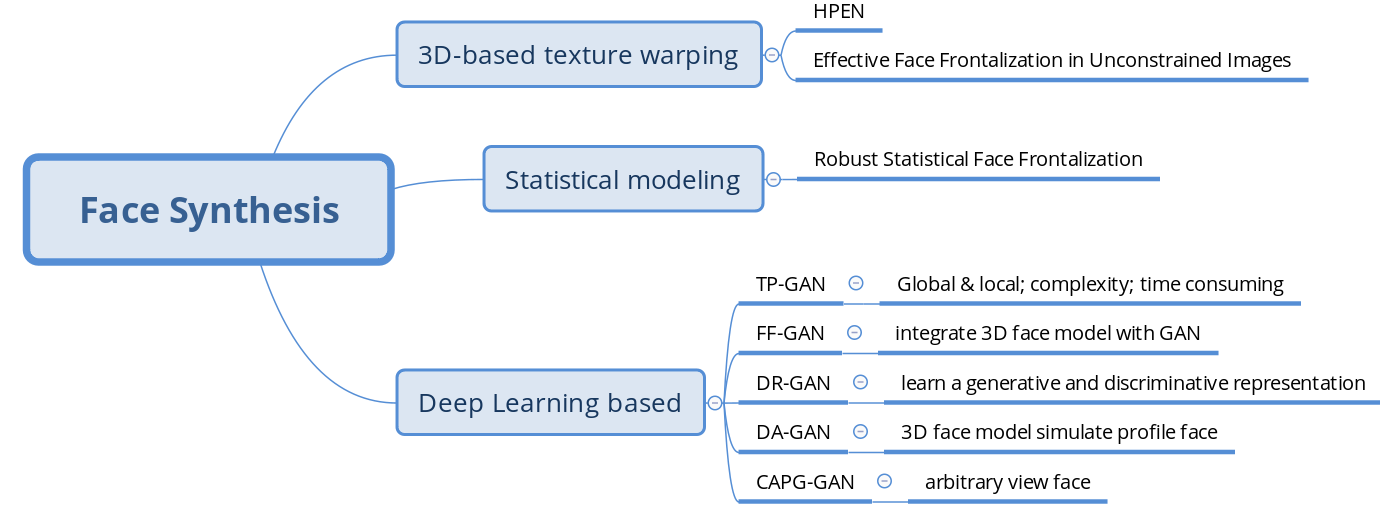 Face Synthesis
3D-based texture warping
HPEN
Effective Face Frontalization in Unconstrained Images
Statistical modeling
Robust Statistical Face Frontalization
Deep Learning based
TP-GAN
Global & local; complexity; time consuming
FF-GAN
integrate 3D face model with GAN
DR-GAN
learn a generative and discriminative representation
DA-GAN
3D face model simulate profile face
CAPG-GAN
arbitrary view face